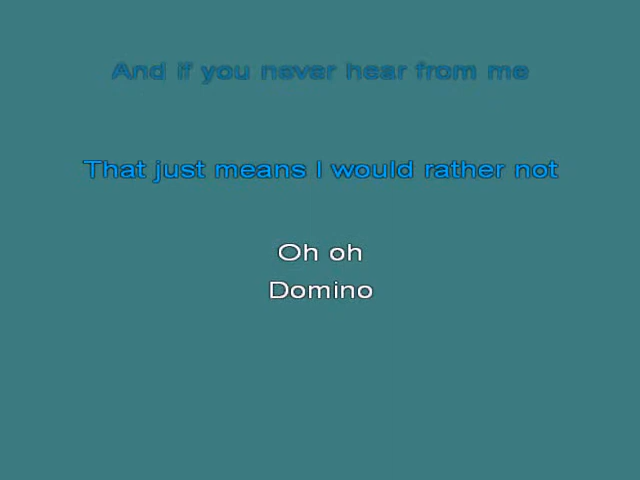 And if you never hear from me
That just means I would rather not
Oh oh
Domino